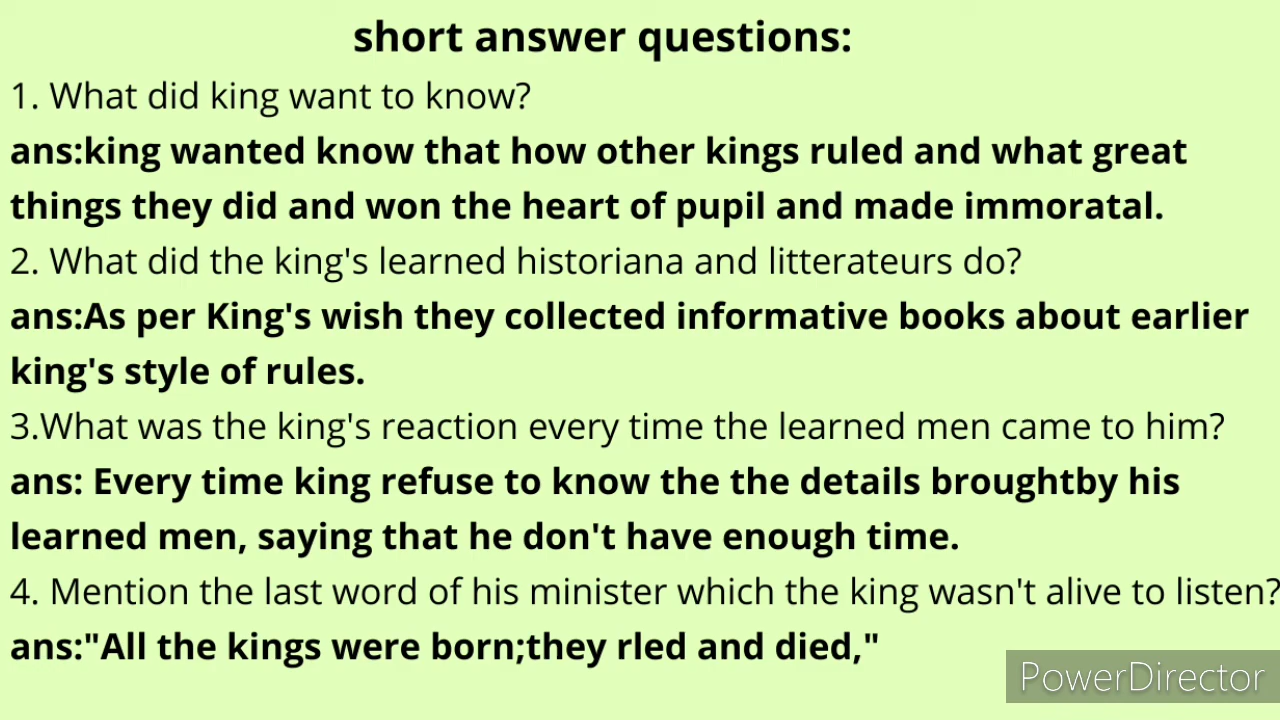 short answer questions:
1. What did king want to know?
ans:king wanted know that how other kings ruled and what great
things they did and won the heart of pupil and made immoratal.
2. What did the king's learned historiana and litterateurs do?
ans:As per King's wish they collected informative books about earlier
king's style of rules.
3.What was the king's reaction every time the learned men came to him?
ans: Every time king refuse to know the the details broughtby his
learned men, saying that he don't have enough time.
4. Mention the last word of his minister which the king wasn't alive to listen?
ans:"All the kings were born;they rled and died,"
PowerDirector